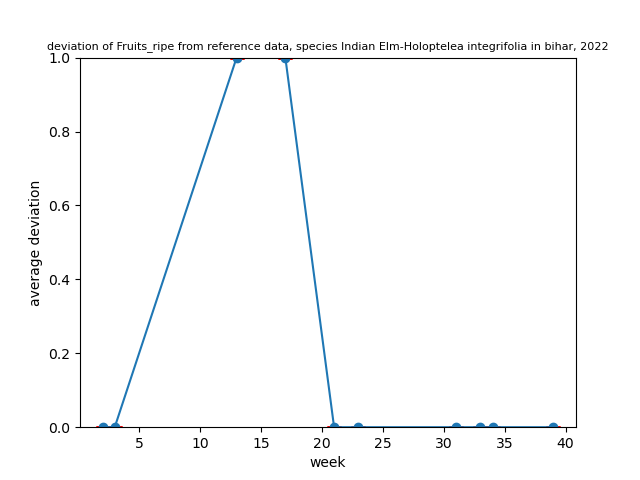 deviation of Fruits_ripe from reference data, species Indian Elm-Holoptelea integrifolia in bihar, 2022
1.0
0.8
0.6
0.4
0.2
0.0
average deviation
5 10 15 20 25 30 35 40
week